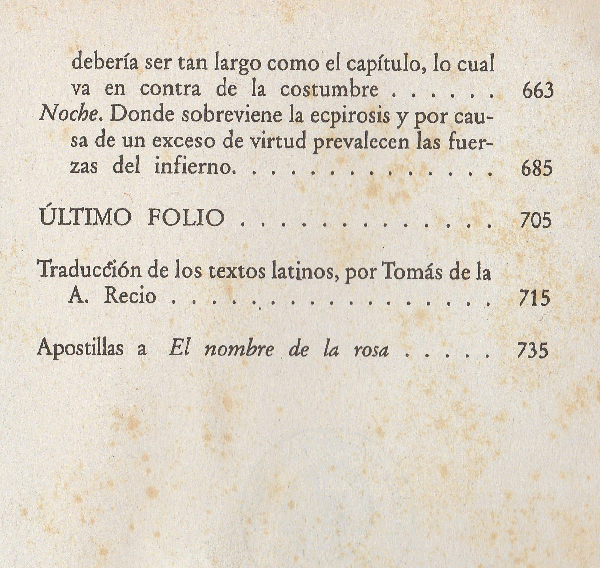 debería ser tan largo como el capítulo, lo cual
va en contra de la costumbre . . . . . . 663
Noche. Donde sobreviene la ecpirosis y por cau-
sa de un exceso de virtud prevalecen las fuer-
zas del infierno. . . . . . . . . . . . . . 685
ÚLTIMO FOLIO . . . . . . . . . . . . . 705
Traducción de los textos latinos, por Tomás de la
A. Recio . . . . . . . . . . . . . . . . . 715
Apostillas a El nombre de la rosa . . . . . 735